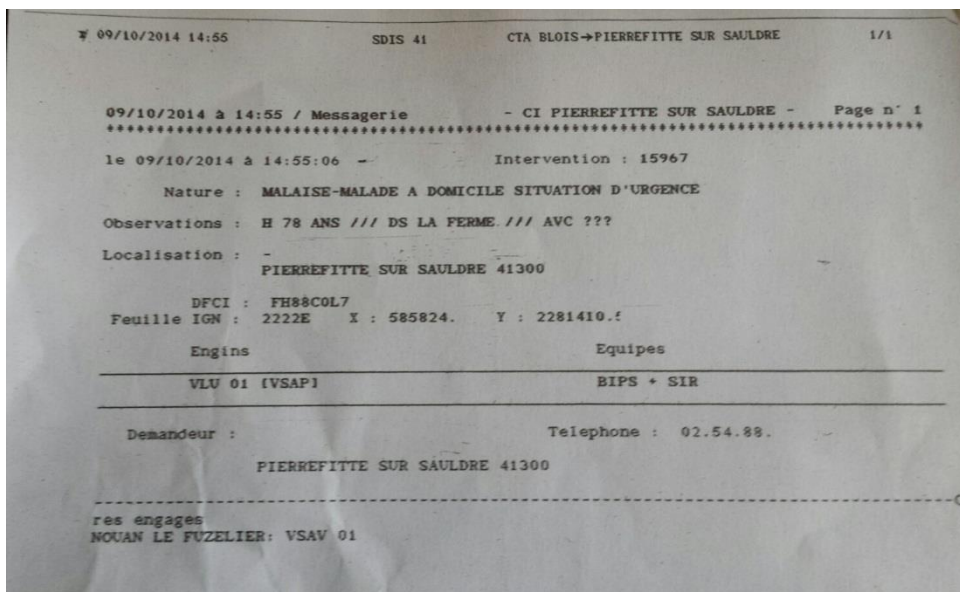 09/10/2014 14:55 SDIS 41 CTA BLOIS→PIERREFITTE SUR SAULDRE 1/1
09/10/2014 à 14:55 / Messagerie - CI PIERREFITTE SUR SAULDRE - Page n° 1
le 09/10/2014 à 14:55:06 - Intervention : 15967
Nature : MALAISE-MALADE A DOMICILE SITUATION D'URGENCE
Observations : H 78 ANS /// DS LA FERME /// AVC ???
Localisation : -
PIERREFITTE SUR SAULDRE 41300
DFCI : FH88C0L7
Feuille IGN : 2222E X : 585824. Y : 2281410.
Engins Equipes
VLU 01 [VSAP] BIPS + SIR
Demandeur : Telephone : 02.54.88.
PIERREFITTE SUR SAULDRE 41300
res engages
NOUAN LE FUZELIER: VSAV 01